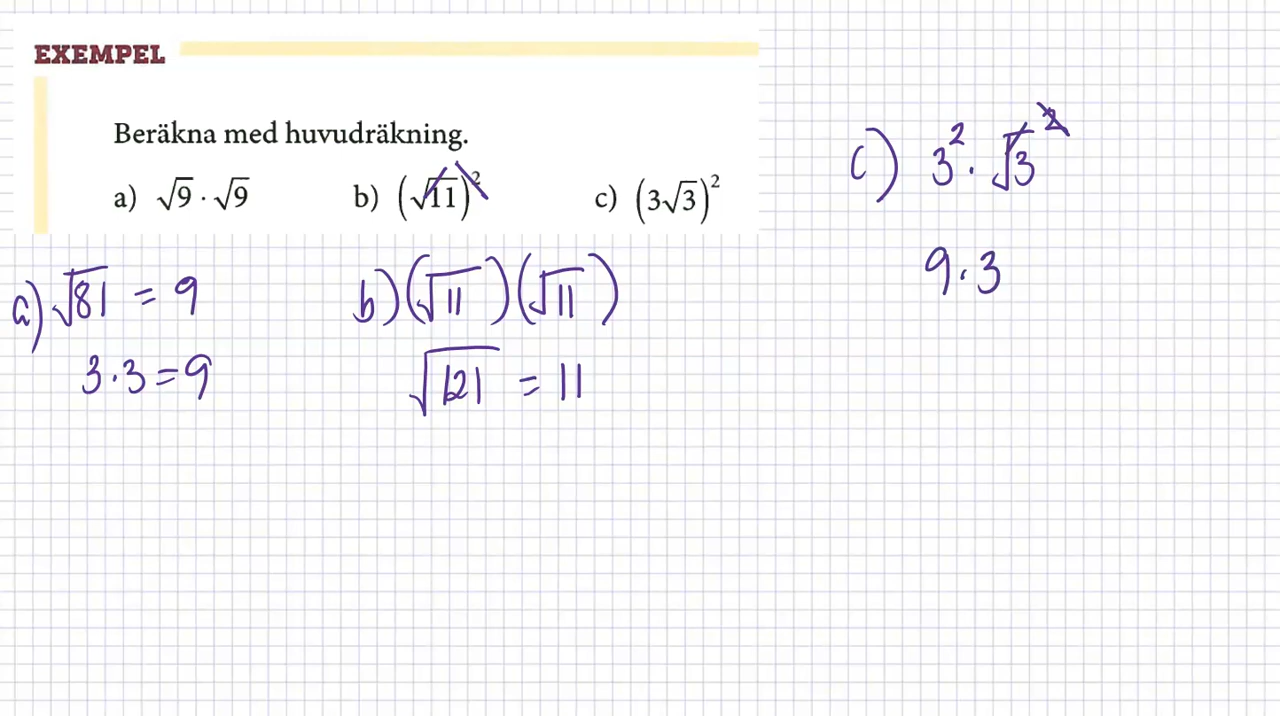 EXEMPEL
Beräkna med huvudräkning.
a) √9 · √9
b) (√11)²
c) (3√3)²
a) √81 = 9
3·3=9
b) (√11)(√11)
√121 = 11
c) 3² · √3²
9·3